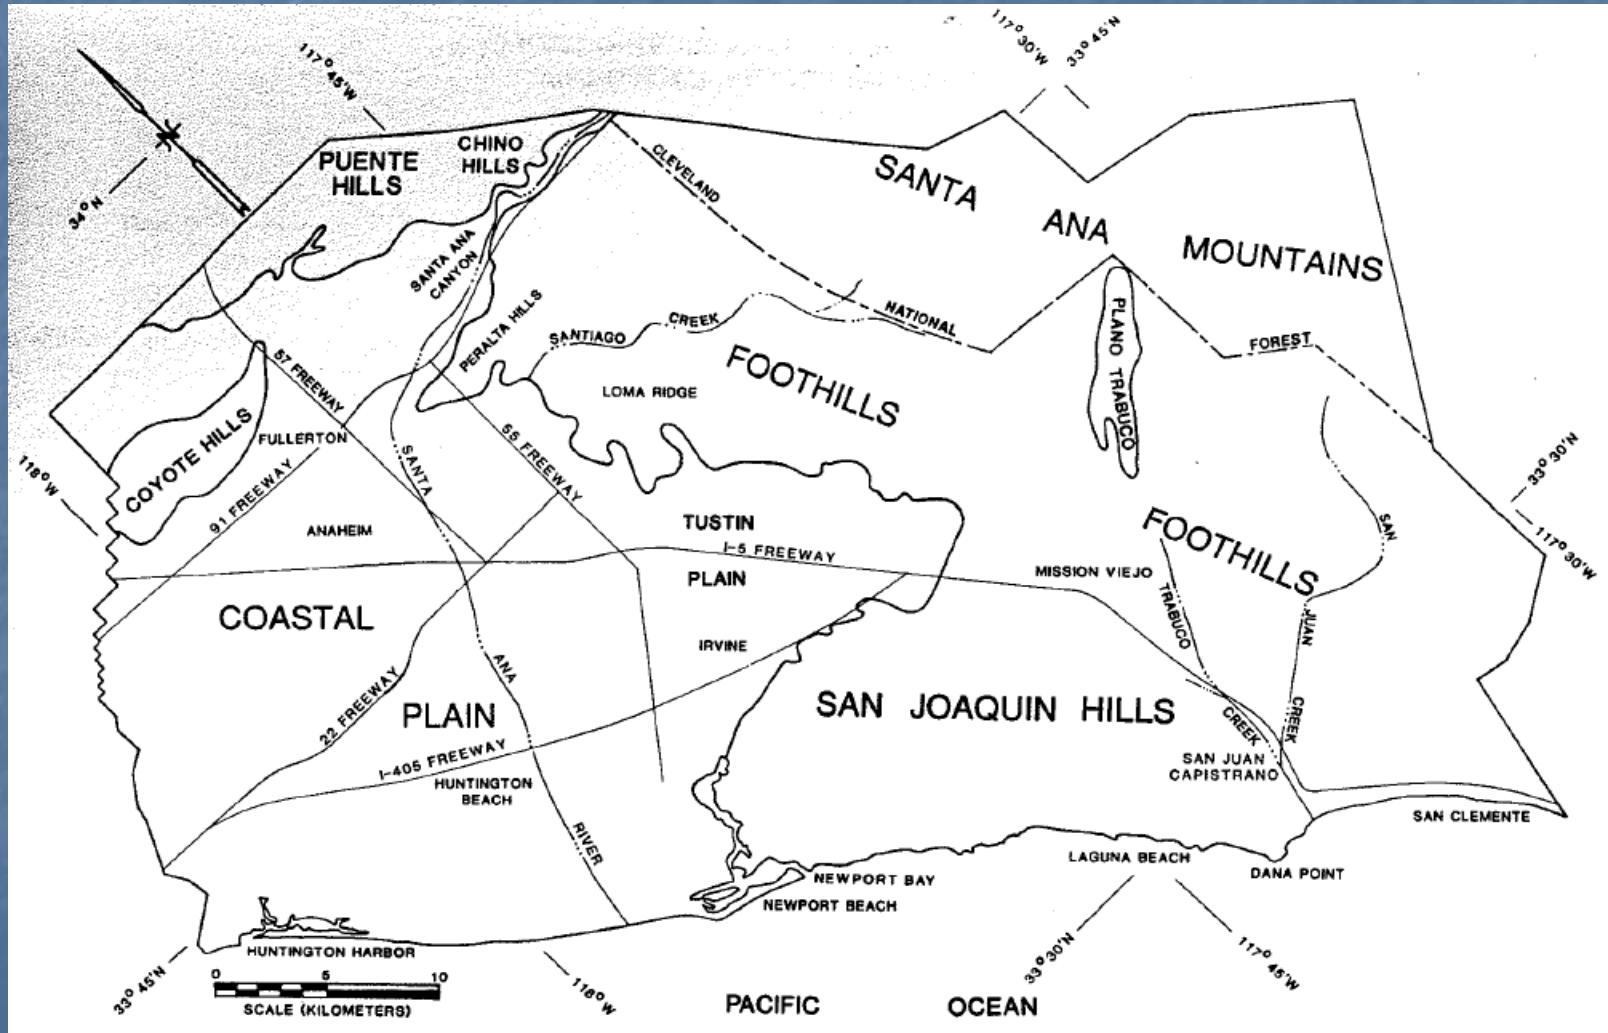 117° 30'W
33° 45'N
117° 45'W
N
34° N
PUENTE
HILLS
CHINO
HILLS
CLEVELAND
SANTA
ANA
MOUNTAINS
SANTA ANA
CANYON
PERALTA HILLS
SANTIAGO
CREEK
NATIONAL
FOREST
PLANO TRABUCO
FOOTHILLS
LOMA RIDGE
57 FREEWAY
COYOTE HILLS
FULLERTON
91 FREEWAY
55 FREEWAY
SANTA
118° W
33° 30'N
117° 30'W
ANAHEIM
TUSTIN
I-5 FREEWAY
PLAIN
MISSION VIEJO
FOOTHILLS
SAN
TRABUCO
JUAN
COASTAL
IRVINE
ANA
22 FREEWAY
PLAIN
SAN JOAQUIN HILLS
CREEK
CREEK
I-405 FREEWAY
HUNTINGTON
BEACH
SAN JUAN
CAPISTRANO
RIVER
SAN CLEMENTE
LAGUNA BEACH
DANA POINT
NEWPORT BAY
NEWPORT BEACH
HUNTINGTON HARBOR
33° 45'N
0 5 10
SCALE (KILOMETERS)
118° W
33° 30'N
117° 45'W
PACIFIC OCEAN